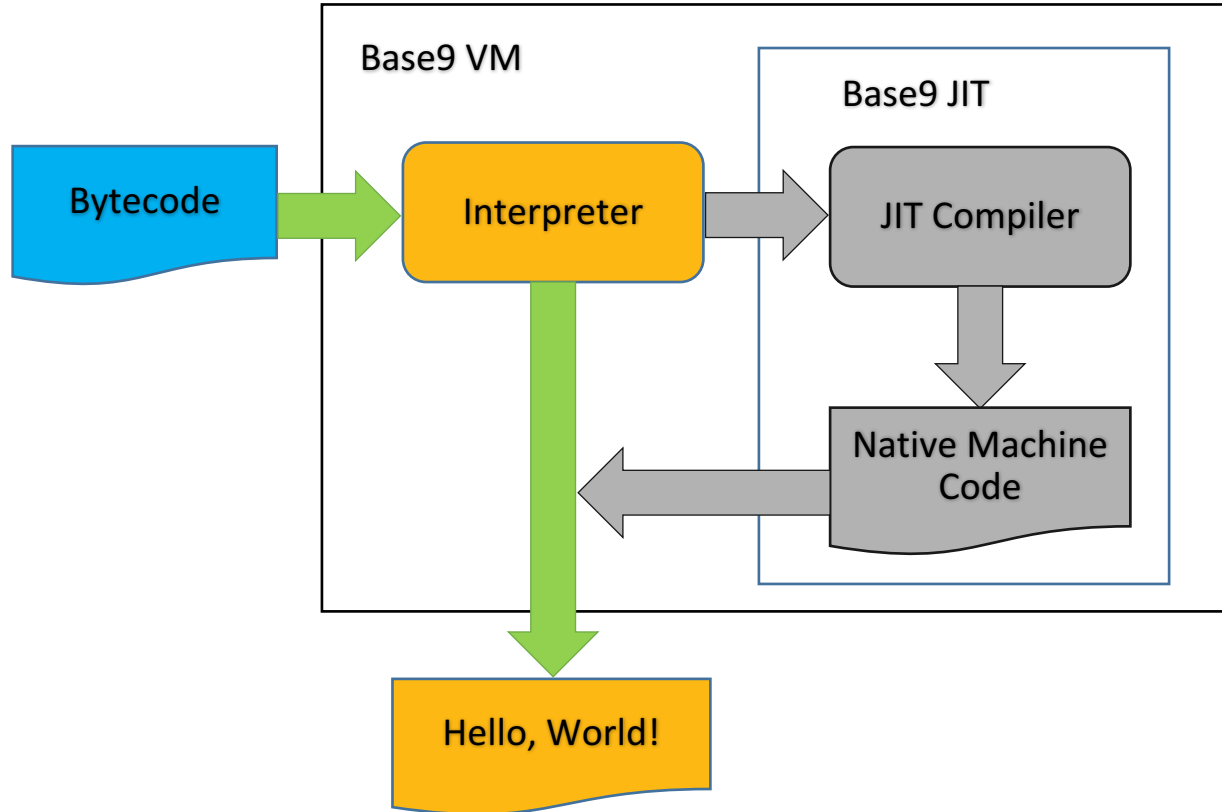 Base9 VM
Base9 JIT
Bytecode
Interpreter
JIT Compiler
Native Machine
Code
Hello, World!